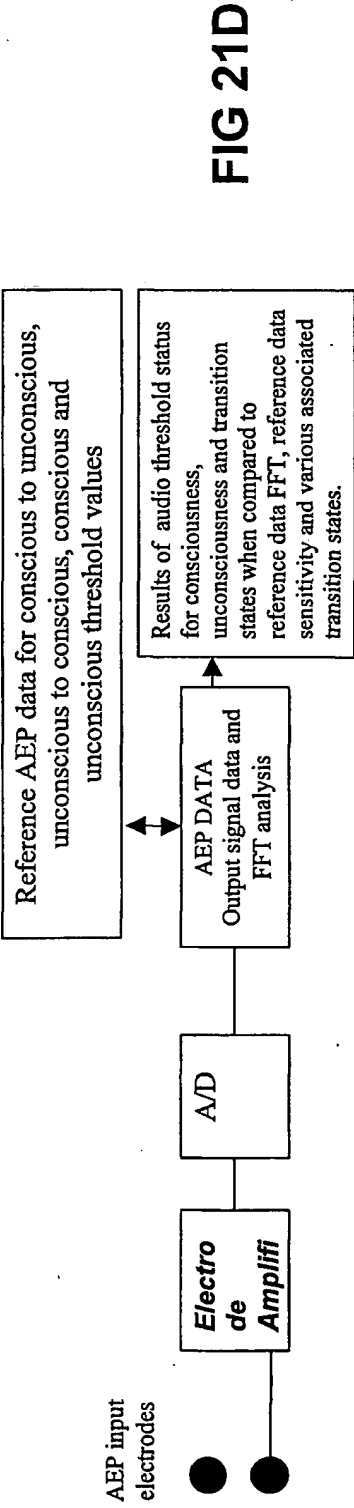 FIG 21D
Reference AEP data for conscious to unconscious,
unconscious to conscious, conscious and
unconscious threshold values
AEP input
electrodes
Electro
de
Amplifi
A/D
AEP DATA
Output signal data and
FFT analysis
Results of audio threshold status
for consciousness,
unconsciousness and transition
states when compared to
reference data FFT, reference data
sensitivity and various associated
transition states.